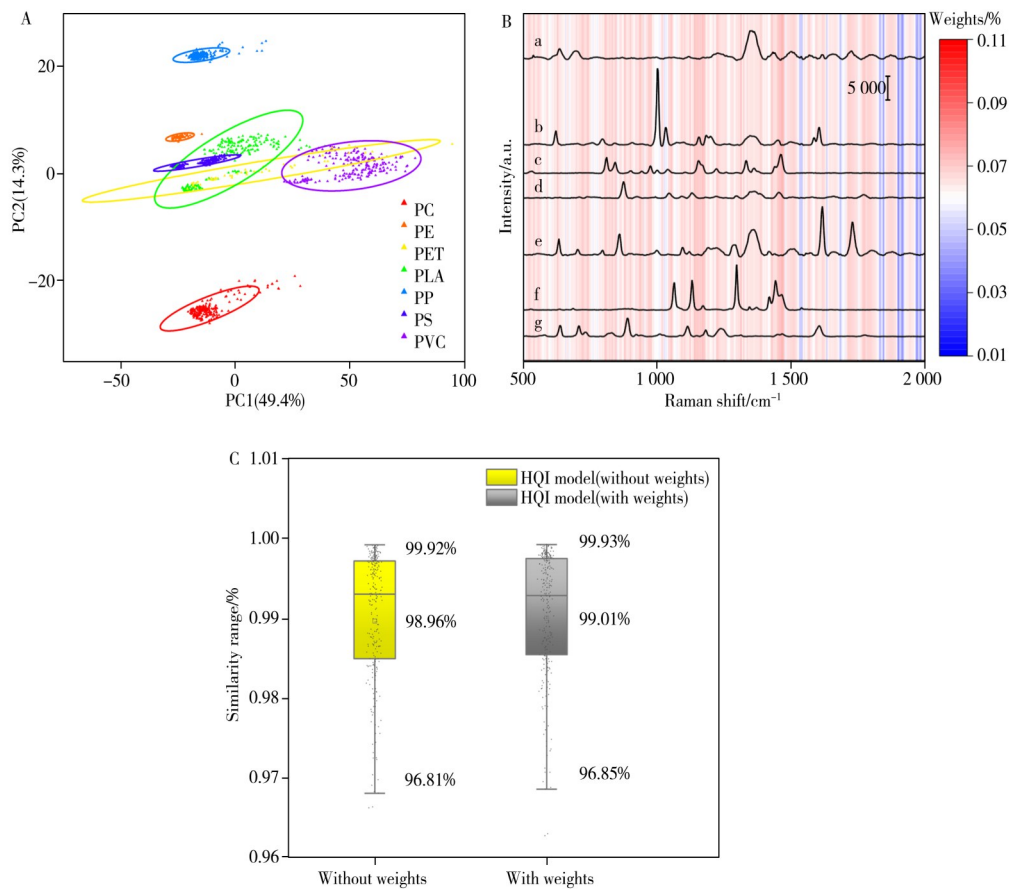 A
20
0
−20
PC2(14.3%)
−50
0
50
100
PC1(49.4%)
PC
PE
PET
PLA
PP
PS
PVC
B
Weights/%
a
b
c
d
e
f
g
5 000
Intensity/a.u.
500
1 000
1 500
2 000
Raman shift/cm⁻¹
0.11
0.09
0.07
0.05
0.03
0.01
C
1.01
1.00
0.99
0.98
0.97
0.96
Similarity range/%
HQI model(without weights)
HQI model(with weights)
99.92%
98.96%
96.81%
99.93%
99.01%
96.85%
Without weights
With weights